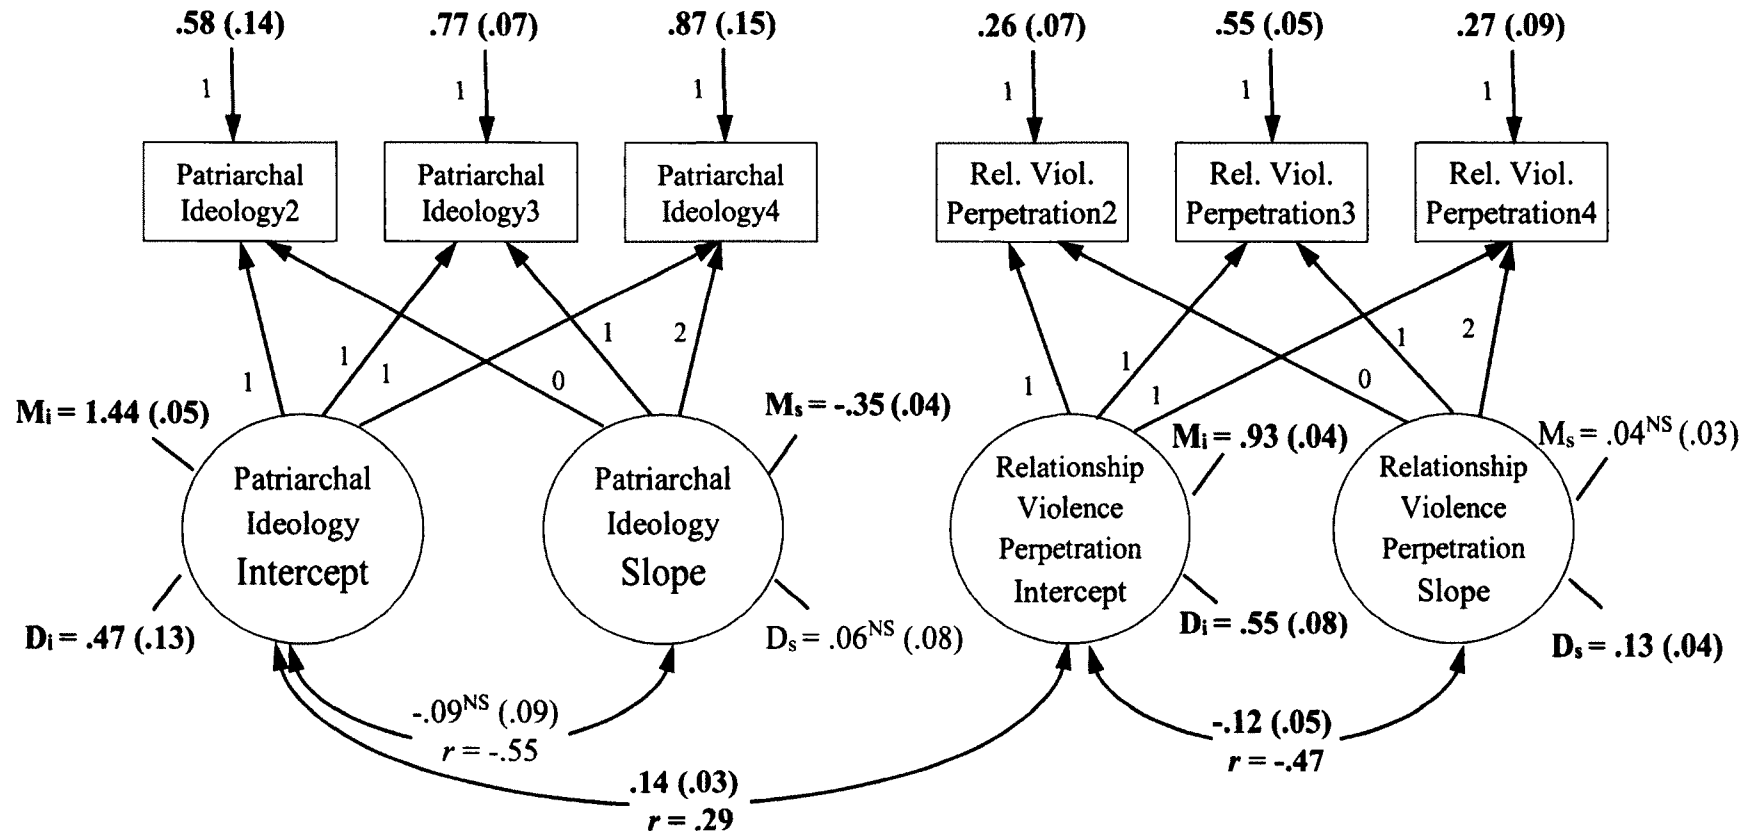 .58 (.14) .77 (.07) .87 (.15) .26 (.07) .55 (.05) .27 (.09)
1 1 1 1 1 1
Patriarchal Patriarchal Patriarchal Rel. Viol. Rel. Viol. Rel. Viol.
Ideology2 Ideology3 Ideology4 Perpetration2 Perpetration3 Perpetration4
1 1 1 1 2 0
1 1 1 1 2 0
Mi = 1.44 (.05)
Ms = -.35 (.04)
Mi = .93 (.04)
Ms = .04NS (.03)
Patriarchal
Ideology
Intercept
Patriarchal
Ideology
Slope
Relationship
Violence
Perpetration
Intercept
Relationship
Violence
Perpetration
Slope
Di = .47 (.13)
Ds = .06NS (.08)
Di = .55 (.08)
Ds = .13 (.04)
-.09NS (.09)
r = -.55
-.12 (.05)
r = -.47
.14 (.03)
r = .29